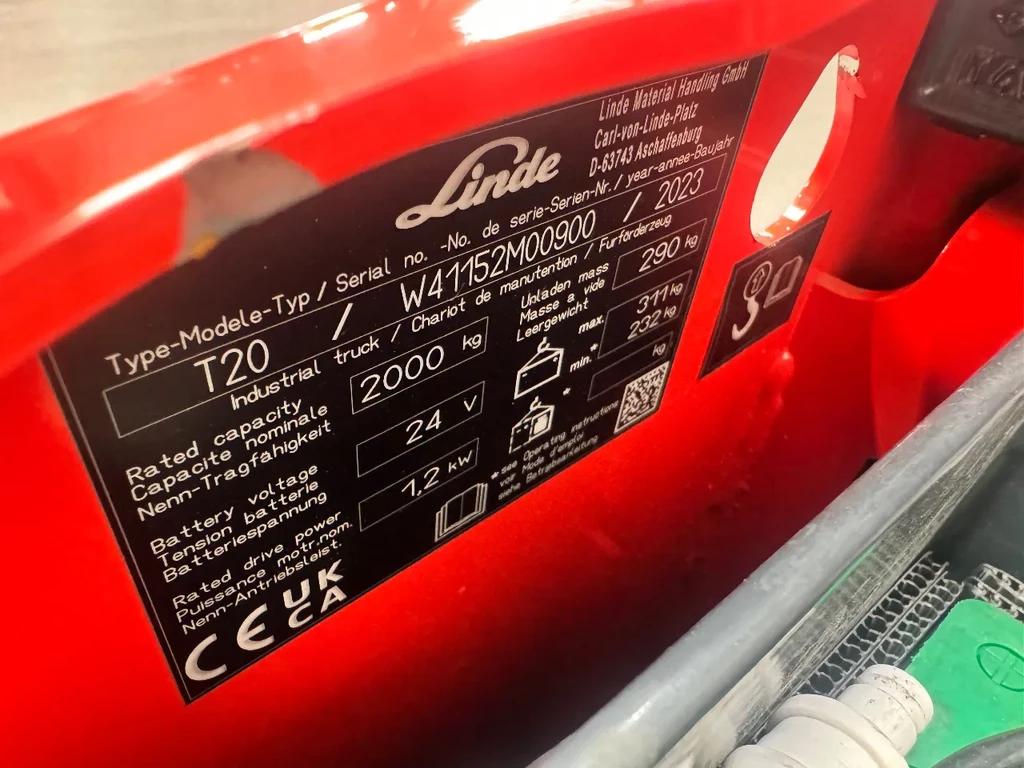 Linde
Linde Material Handling GmbH
Carl-von-Linde-Platz
D-63743 Aschaffenburg
Type-Modele-Typ / Serial no. -No. de serie-Serien-Nr. / year-annee-Baujahr
T20 / W41152M00900 / 2023
Industrial truck / Chariot de manutention / Furförderzeug
Rated capacity
Capacite nominale
Nenn-Tragfähigkeit
2000 kg
Unladen mass
Masse a vide
Leergewicht
290 kg
Battery voltage
Tension batterie
Batteriespannung
24 V
max.
311 kg
min.*
232 kg
Rated drive power
Puissance motr.nom.
Nenn-Antriebsleist.
1,2 kW
*
kg
* see Operating instructions
voir Mode d'emploi
siehe Betriebsanleitung
CE
UK
CA